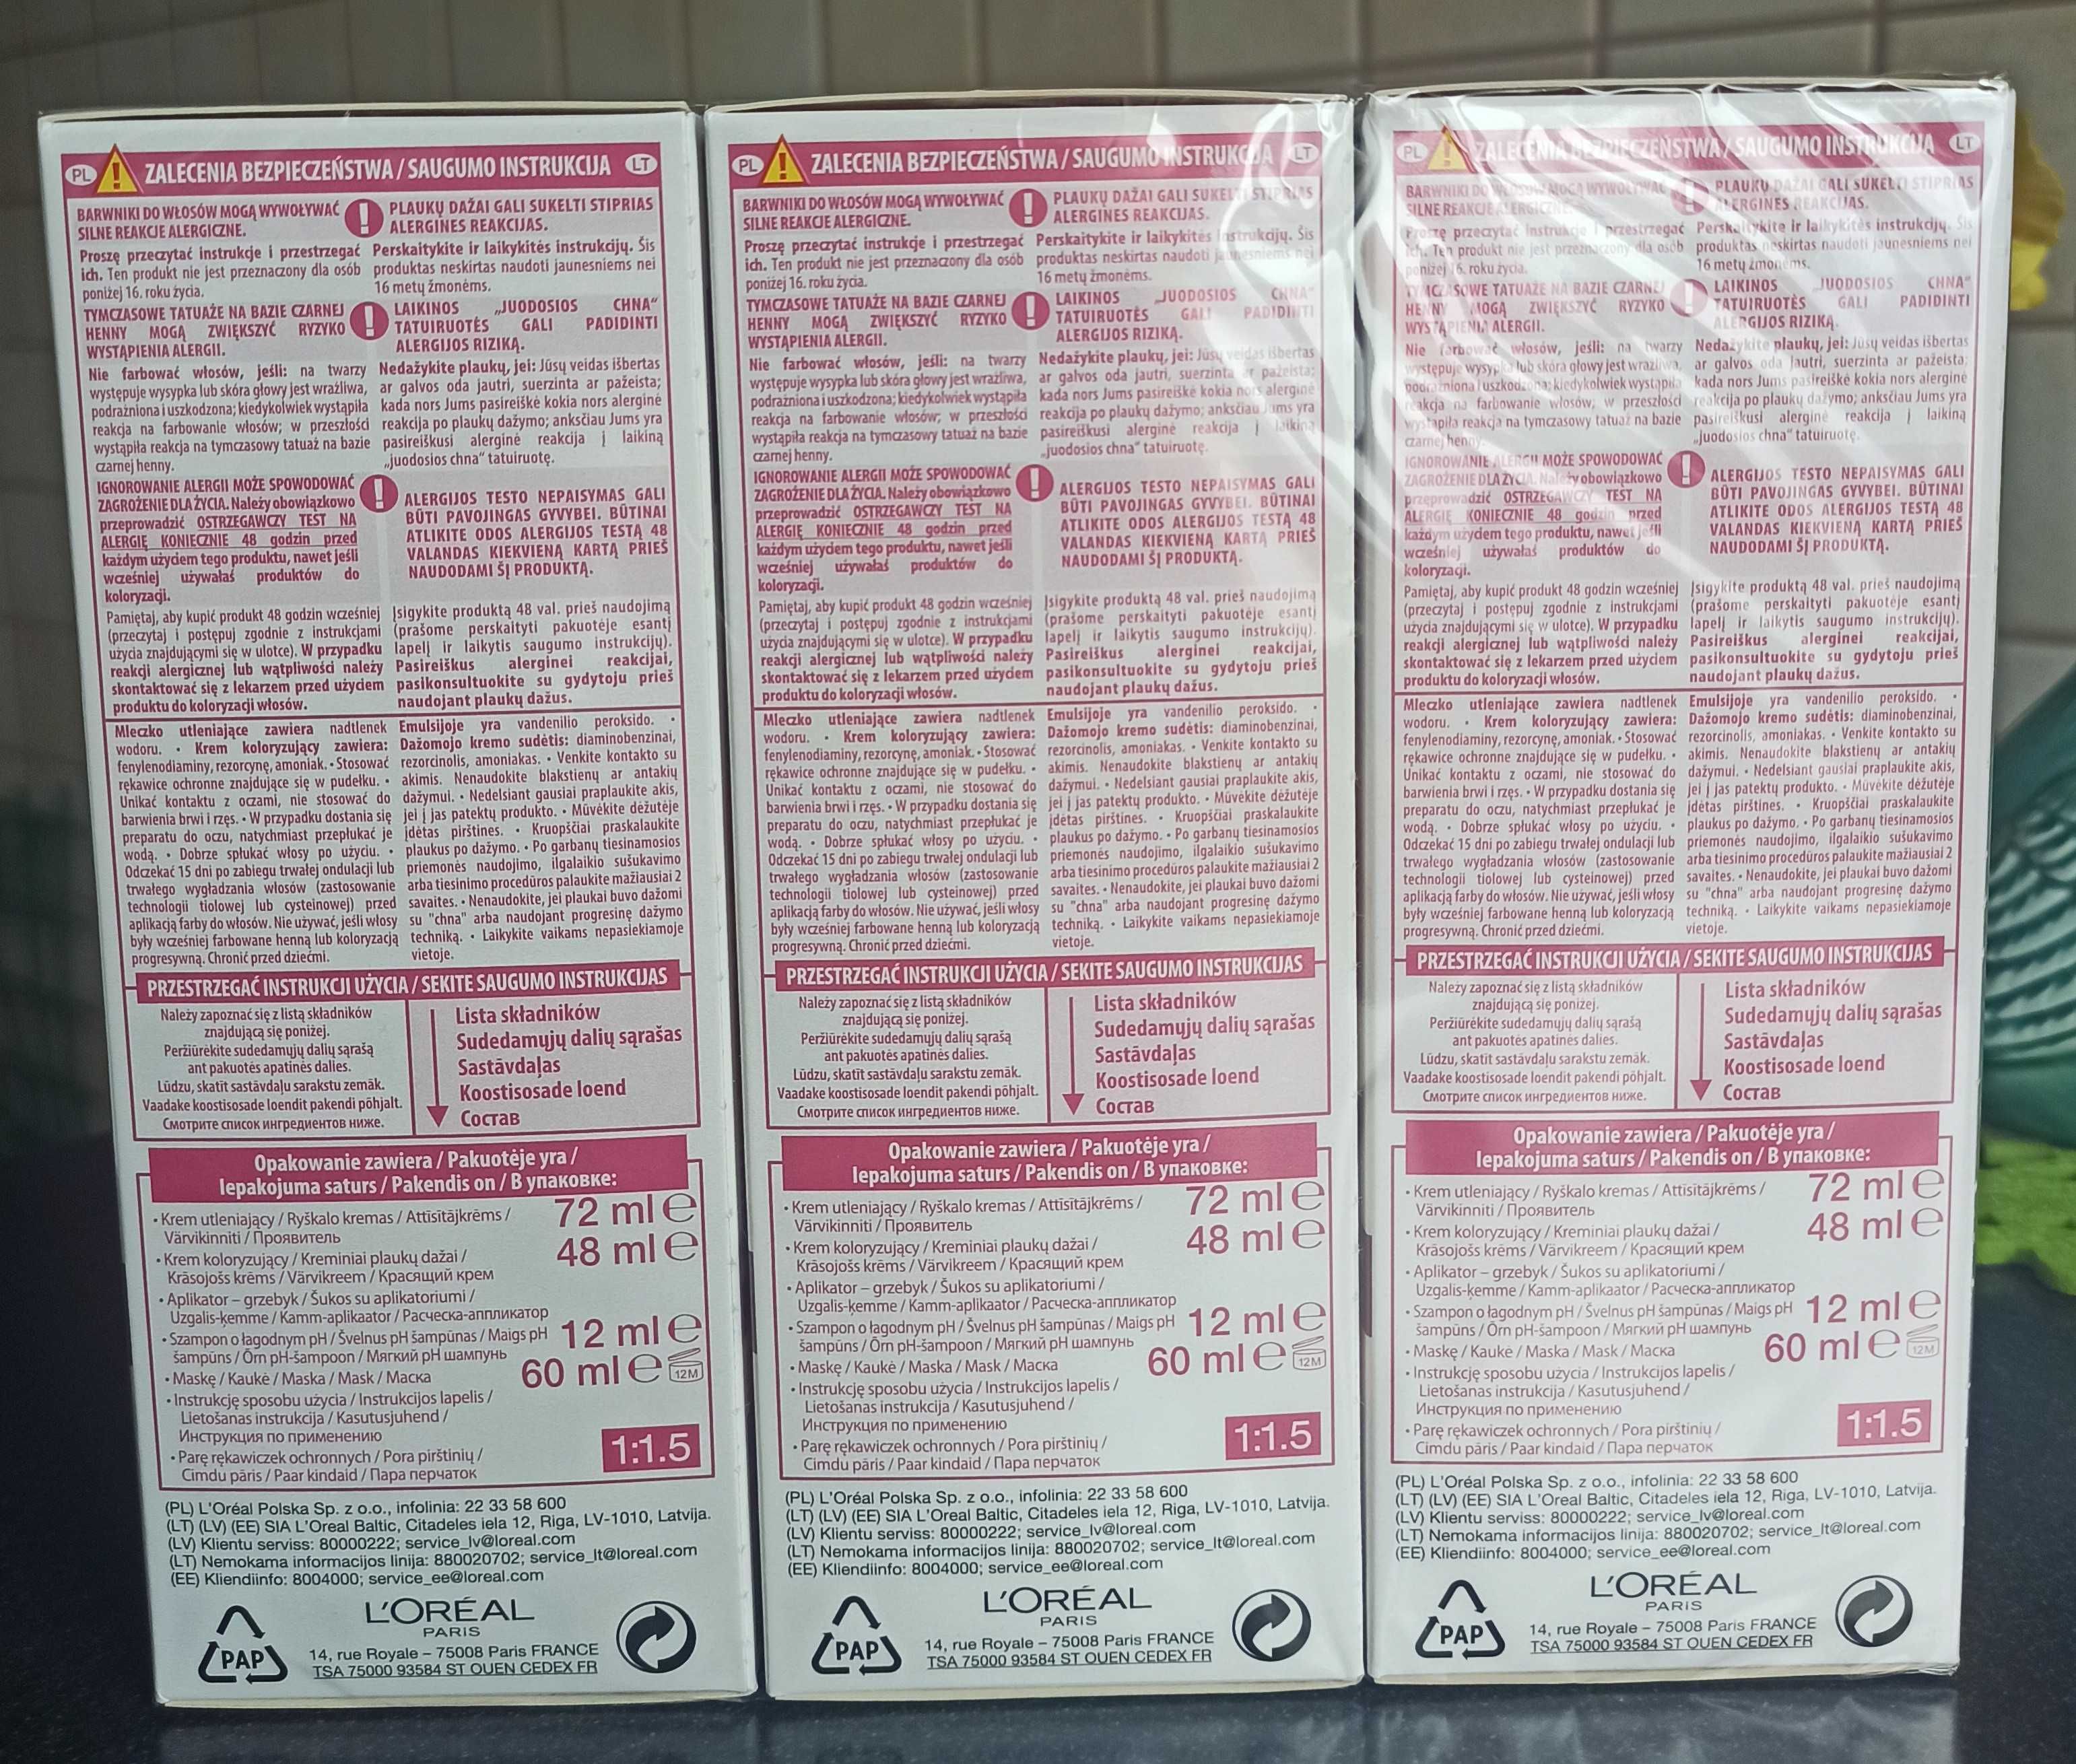 PL ZALECENIA BEZPIECZEŃSTWA / SAUGUMO INSTRUKCIJA LT
BARWNIKI DO WŁOSÓW MOGĄ WYWOŁYWAĆ
SILNE REAKCJE ALERGICZNE.
Proszę przeczytać instrukcje i przestrzegać
ich. Ten produkt nie jest przeznaczony dla osób
poniżej 16. roku życia.
TYMCZASOWE TATUAŻE NA BAZIE CZARNEJ
HENNY MOGĄ ZWIĘKSZYĆ RYZYKO
WYSTĄPIENIA ALERGII.
Nie farbować włosów, jeśli: na twarzy
występuje wysypka lub skóra głowy jest wrażliwa,
podrażniona i uszkodzona; kiedykolwiek wystąpiła
reakcja na farbowanie włosów; w przeszłości
wystąpiła reakcja na tymczasowy tatuaż na bazie
czarnej henny.
IGNOROWANIE ALERGII MOŻE SPOWODOWAĆ
ZAGROŻENIE DLA ŻYCIA. Należy obowiązkowo
przeprowadzić OSTRZEGAWCZY TEST NA
ALERGIĘ KONIECZNIE 48 godzin przed
każdym użyciem tego produktu, nawet jeśli
wcześniej używałaś produktów do
koloryzacji.
Pamiętaj, aby kupić produkt 48 godzin wcześniej
(przeczytaj i postępuj zgodnie z instrukcjami
użycia znajdującymi się w ulotce). W przypadku
reakcji alergicznej lub wątpliwości należy
skontaktować się z lekarzem przed użyciem
produktu do koloryzacji włosów.
PLAUKŲ DAŽAI GALI SUKELTI STIPRIAS
ALERGINES REAKCIJAS.
Perskaitykite ir laikykitės instrukcijų. Šis
produktas neskirtas naudoti jaunesniems nei
16 metų žmonėms.
LAIKINOS „JUODOSIOS CHNA“
TATUIRUOTĖS GALI PADIDINTI
ALERGIJOS RIZIKĄ.
Nedažykite plaukų, jei: Jūsų veidas išbertas
ar galvos oda jautri, suerzinta ar pažeista;
kada nors Jums pasireiškė kokia nors alerginė
reakcija po plaukų dažymo; anksčiau Jums yra
pasireiškusi alerginė reakcija į laikiną
„juodosios chna“ tatuiruotę.
ALERGIJOS TESTO NEPAISYMAS GALI
BŪTI PAVOJINGAS GYVYBEI. BŪTINAI
ATLIKITE ODOS ALERGIJOS TESTĄ 48
VALANDAS KIEKVIENĄ KARTĄ PRIEŠ
NAUDODAMI ŠĮ PRODUKTĄ.
Įsigykite produktą 48 val. prieš naudojimą
(prašome perskaityti pakuotėje esantį
lapelį ir laikytis saugumo instrukcijų).
Pasireiškus alerginei reakcijai,
pasikonsultuokite su gydytoju prieš
naudojant plaukų dažus.
Mleczko utleniające zawiera nadtlenek
wodoru. • Krem koloryzujący zawiera:
fenylenodiaminy, rezorcynę, amoniak. • Stosować
rękawice ochronne znajdujące się w pudełku. •
Unikać kontaktu z oczami, nie stosować do
barwienia brwi i rzęs. • W przypadku dostania się
preparatu do oczu, natychmiast przepłukać je
wodą. • Dobrze spłukać włosy po użyciu. •
Odczekać 15 dni po zabiegu trwałej ondulacji lub
trwałego wygładzania włosów (zastosowanie
technologii tiolowej lub cysteinowej) przed
aplikacją farby do włosów. Nie używać, jeśli włosy
były wcześniej farbowane henną lub koloryzacją
progresywną. Chronić przed dziećmi.
Emulsijoje yra vandenilio peroksido. •
Dažomojo kremo sudėtis: diaminobenzinai,
rezorcinolis, amoniakas. • Venkite kontakto su
akimis. Nenaudokite blakstienų ar antakių
dažymui. • Nedelsiant gausiai praplaukite akis,
jei į jas patektų produkto. • Mūvėkite dėžutėje
įdėtas pirštines. • Kruopščiai praskalaukite
plaukus po dažymo. • Po garbanų tiesinamosios
priemonės naudojimo, ilgalaikio sušukavimo
arba tiesinimo procedūros palaukite mažiausiai 2
savaites. • Nenaudokite, jei plaukai buvo dažomi
su "chna" arba naudojant progresinę dažymo
techniką. • Laikykite vaikams nepasiekiamoje
vietoje.
PRZESTRZEGAĆ INSTRUKCJI UŻYCIA / SEKITE SAUGUMO INSTRUKCIJAS
Należy zapoznać się z listą składników
znajdującą się poniżej.
Peržiūrėkite sudedamųjų dalių sąrašą
ant pakuotės apatinės dalies.
Lūdzu, skatīt sastāvdaļu sarakstu zemāk.
Vaadake koostisosade loendit pakendi põhjalt.
Смотрите список ингредиентов ниже.
Lista składników
Sudedamųjų dalių sąrašas
Sastāvdaļas
Koostisosade loend
Состав
Opakowanie zawiera / Pakuotėje yra /
Iepakojuma saturs / Pakendis on / В упаковке:
• Krem utleniający / Ryškalo kremas / Attīsītājkrēms / 72 ml e
Värvikinniti / Проявитель
• Krem koloryzujący / Kreminiai plaukų dažai / 48 ml e
Krāsojošs krēms / Värvikreem / Красящий крем
• Aplikator – grzebyk / Šukos su aplikatoriumi /
Uzgalis-ķemme / Kamm-aplikaator / Расческа-аппликатор
• Szampon o łagodnym pH / Švelnus pH šampūnas / Maigs pH 12 ml e
šampūns / Õrn pH-šampoon / Мягкий pH шампунь
• Maskę / Kaukė / Maska / Mask / Маска 60 ml e 12M
• Instrukcję sposobu użycia / Instrukcijos lapelis /
Lietošanas instrukcija / Kasutusjuhend /
Инструкция по применению
• Parę rękawiczek ochronnych / Pora pirštinių /
Cimdu pāris / Paar kindaid / Пара перчаток
1:1.5
(PL) L'Oréal Polska Sp. z o.o., infolinia: 22 33 58 600
(LT) (LV) (EE) SIA L'Oreal Baltic, Citadeles iela 12, Riga, LV-1010, Latvija.
(LV) Klientu serviss: 80000222; service_lv@loreal.com
(LT) Nemokama informacijos linija: 880020702; service_lt@loreal.com
(EE) Kliendiinfo: 8004000; service_ee@loreal.com
PAP
L'ORÉAL
PARIS
14, rue Royale – 75008 Paris FRANCE
TSA 75000 93584 ST OUEN CEDEX FR